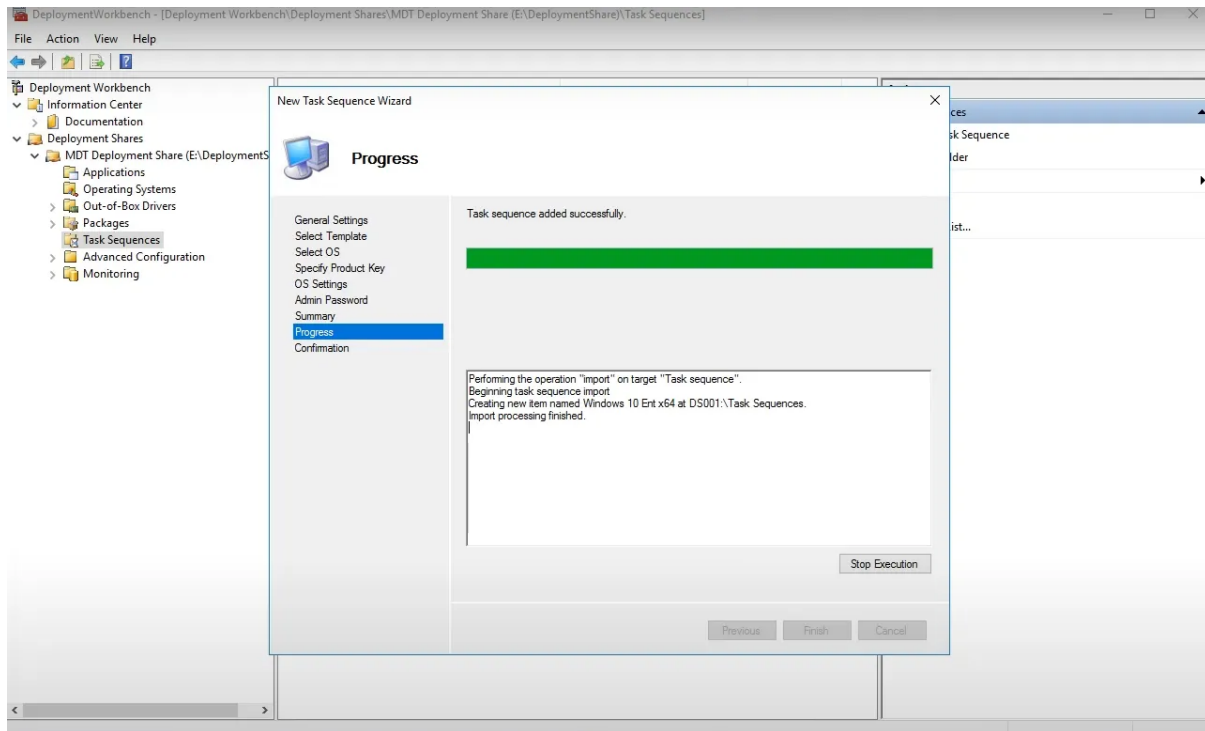 DeploymentWorkbench - [Deployment Workbench\Deployment Shares\MDT Deployment Share (E:\DeploymentShare)\Task Sequences]
File Action View Help
Deployment Workbench
Information Center
Documentation
Deployment Shares
MDT Deployment Share (E:\DeploymentS
Applications
Operating Systems
Out-of-Box Drivers
Packages
Task Sequences
Advanced Configuration
Monitoring
New Task Sequence Wizard
Progress
General Settings
Select Template
Select OS
Specify Product Key
OS Settings
Admin Password
Summary
Progress
Confirmation
Task sequence added successfully.
Performing the operation "import" on target "Task sequence".
Beginning task sequence import
Creating new item named Windows 10 Ent x64 at DS001:\Task Sequences.
Import processing finished.
Stop Execution
Previous Finish Cancel
ces
sk Sequence
lder
ist...